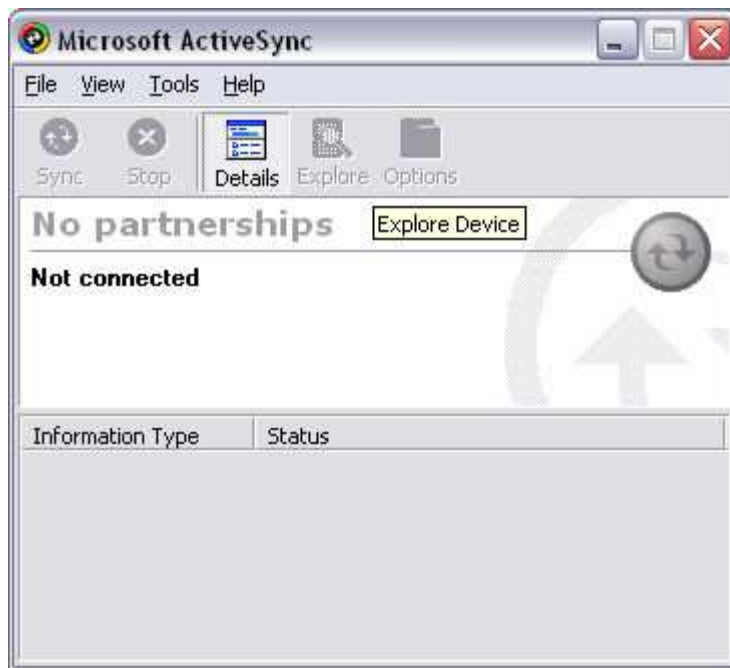 Microsoft ActiveSync
File View Tools Help
Sync Stop Details Explore Options
No partnerships
Explore Device
Not connected
Information Type Status